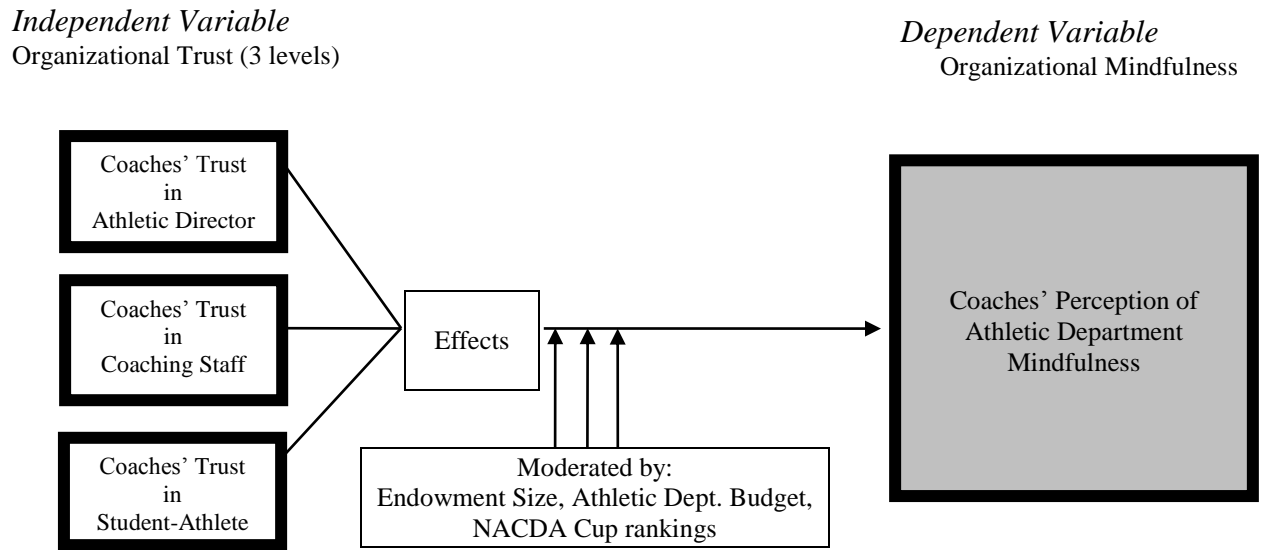 Independent Variable
Organizational Trust (3 levels)
Dependent Variable
Organizational Mindfulness
Coaches’ Trust
in
Athletic Director
Coaches’ Trust
in
Coaching Staff
Coaches’ Trust
in
Student-Athlete
Effects
Moderated by:
Endowment Size, Athletic Dept. Budget,
NACDA Cup rankings
Coaches’ Perception of
Athletic Department
Mindfulness